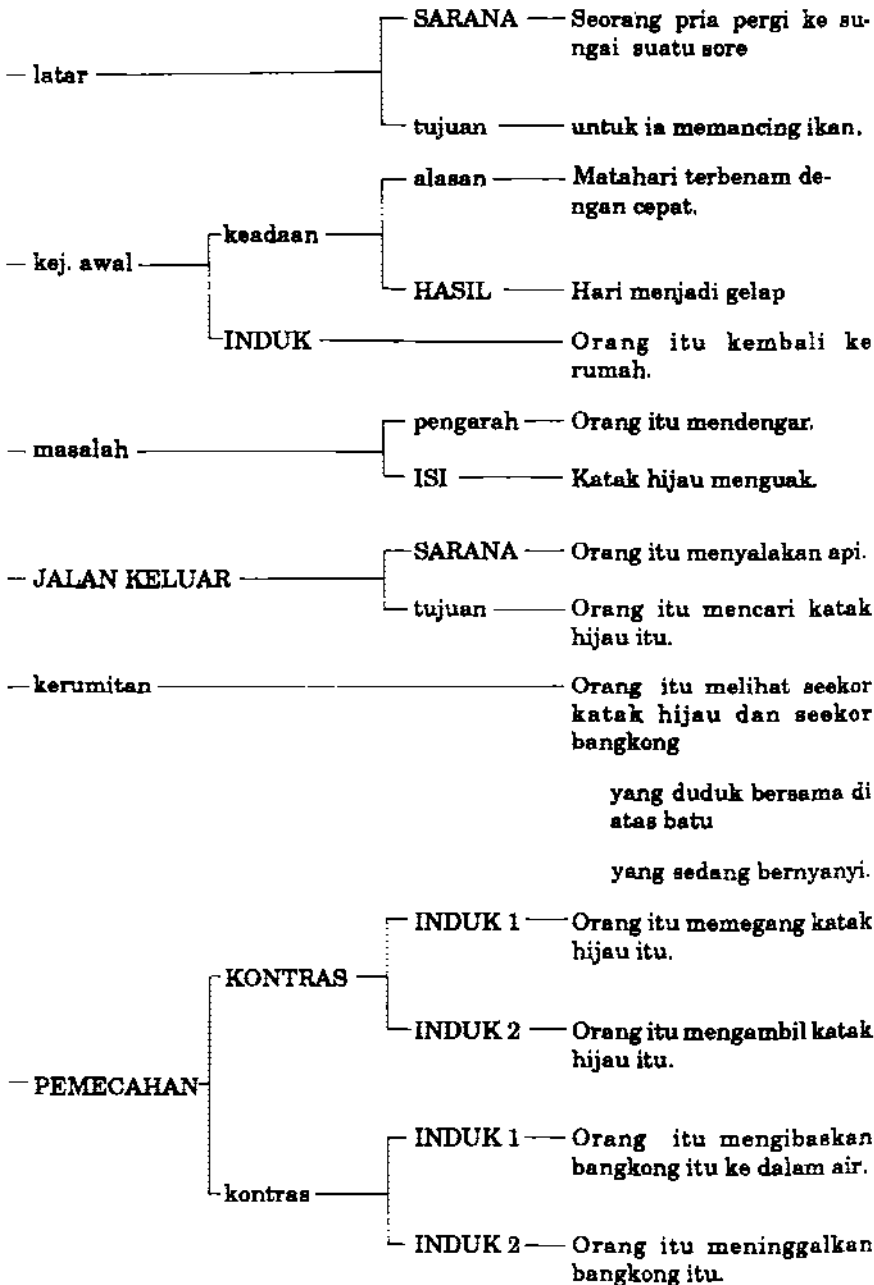 SARANA — Seorang pria pergi ke su-
ngai suatu sore
— latar
tujuan — untuk ia memancing ikan.
alasan — Matahari terbenam de-
ngan cepat.
keadaan
— kej. awal
HASIL — Hari menjadi gelap
INDUK — Orang itu kembali ke
rumah.
pengarah — Orang itu mendengar.
— masalah
ISI — Katak hijau menguak.
SARANA — Orang itu menyalakan api.
— JALAN KELUAR
tujuan — Orang itu mencari katak
hijau itu.
— kerumitan — Orang itu melihat seekor
katak hijau dan seekor
bangkong
yang duduk bersama di
atas batu
yang sedang bernyanyi.
INDUK 1 — Orang itu memegang katak
hijau itu.
KONTRAS
INDUK 2 — Orang itu mengambil katak
hijau itu.
— PEMECAHAN
INDUK 1 — Orang itu mengibaskan
bangkong itu ke dalam air.
kontras
INDUK 2 — Orang itu meninggalkan
bangkong itu.